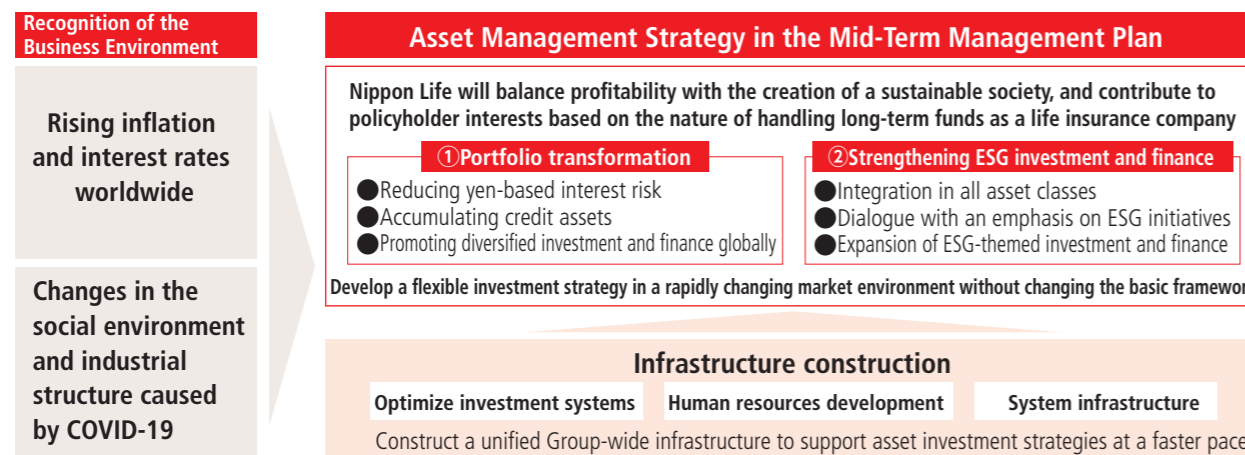 Recognition of the
Business Environment
Rising inflation
and interest rates
worldwide
Changes in the
social environment
and industrial
structure caused
by COVID-19
Asset Management Strategy in the Mid-Term Management Plan
Nippon Life will balance profitability with the creation of a sustainable society, and contribute to
policyholder interests based on the nature of handling long-term funds as a life insurance company
①Portfolio transformation
●Reducing yen-based interest risk
●Accumulating credit assets
●Promoting diversified investment and finance globally
②Strengthening ESG investment and finance
●Integration in all asset classes
●Dialogue with an emphasis on ESG initiatives
●Expansion of ESG-themed investment and finance
Develop a flexible investment strategy in a rapidly changing market environment without changing the basic framewor
Infrastructure construction
Optimize investment systems
Human resources development
System infrastructure
Construct a unified Group-wide infrastructure to support asset investment strategies at a faster pace